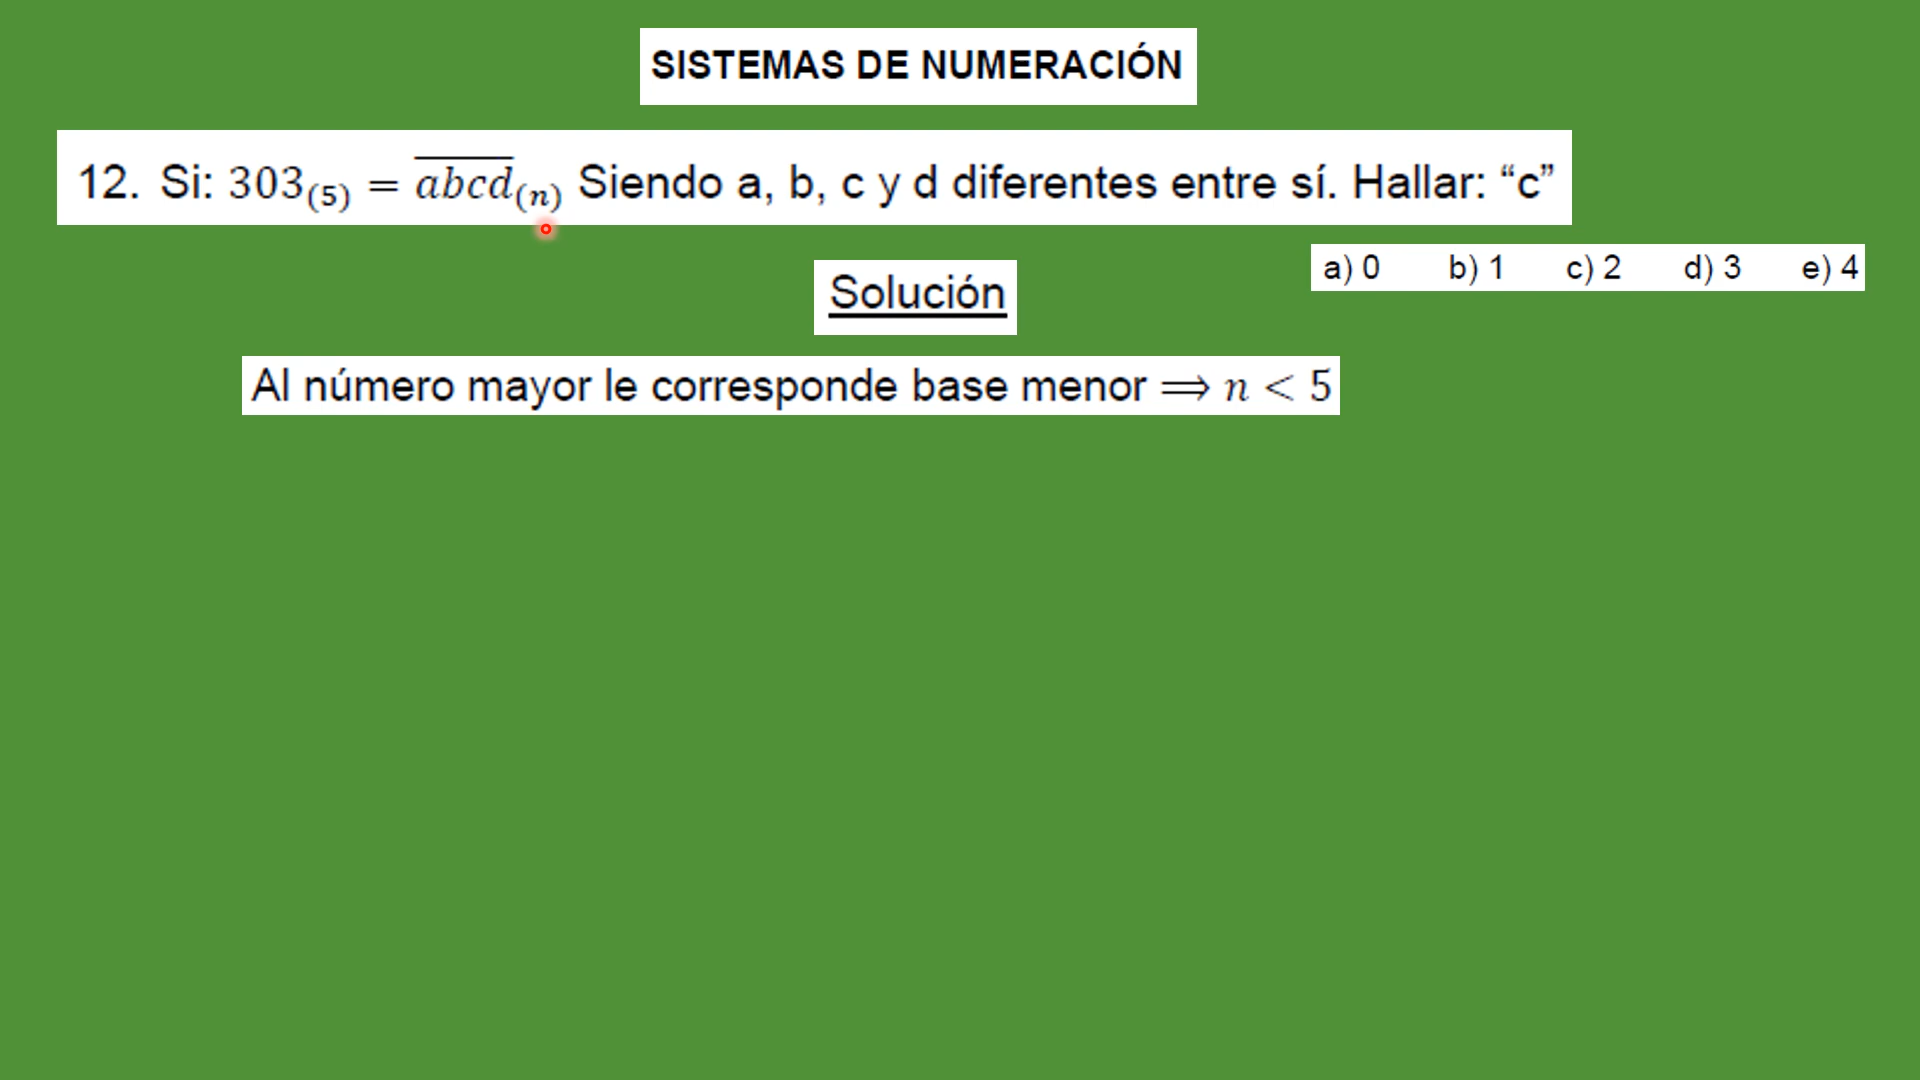 SISTEMAS DE NUMERACIÓN
12. Si: 303₍₅₎ = \overline{abcd}₍ₙ₎ Siendo a, b, c y d diferentes entre sí. Hallar: “c”
a) 0 b) 1 c) 2 d) 3 e) 4
Solución
Al número mayor le corresponde base menor ⟹ n < 5